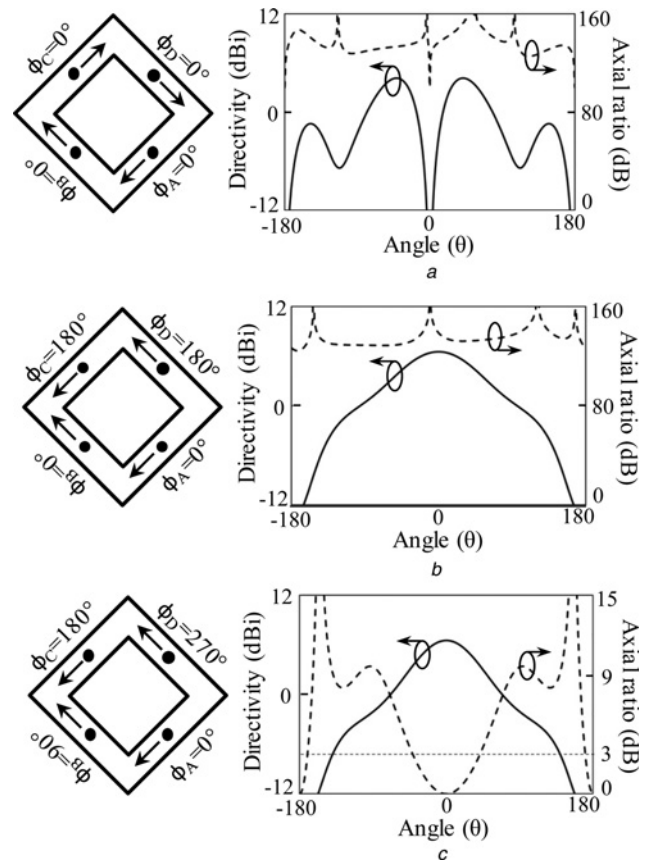 ϕC=0°
ϕD=0°
ϕB=0°
ϕA=0°
12
0
-12
Directivity (dBi)
160
80
0
Axial ratio (dB)
-180
0
180
Angle (θ)
a
ϕC=180°
ϕD=180°
ϕB=0°
ϕA=0°
12
0
-12
Directivity (dBi)
160
80
0
Axial ratio (dB)
-180
0
180
Angle (θ)
b
ϕC=180°
ϕD=270°
ϕB=90°
ϕA=0°
12
0
-12
Directivity (dBi)
15
9
3
0
Axial ratio (dB)
-180
0
180
Angle (θ)
c